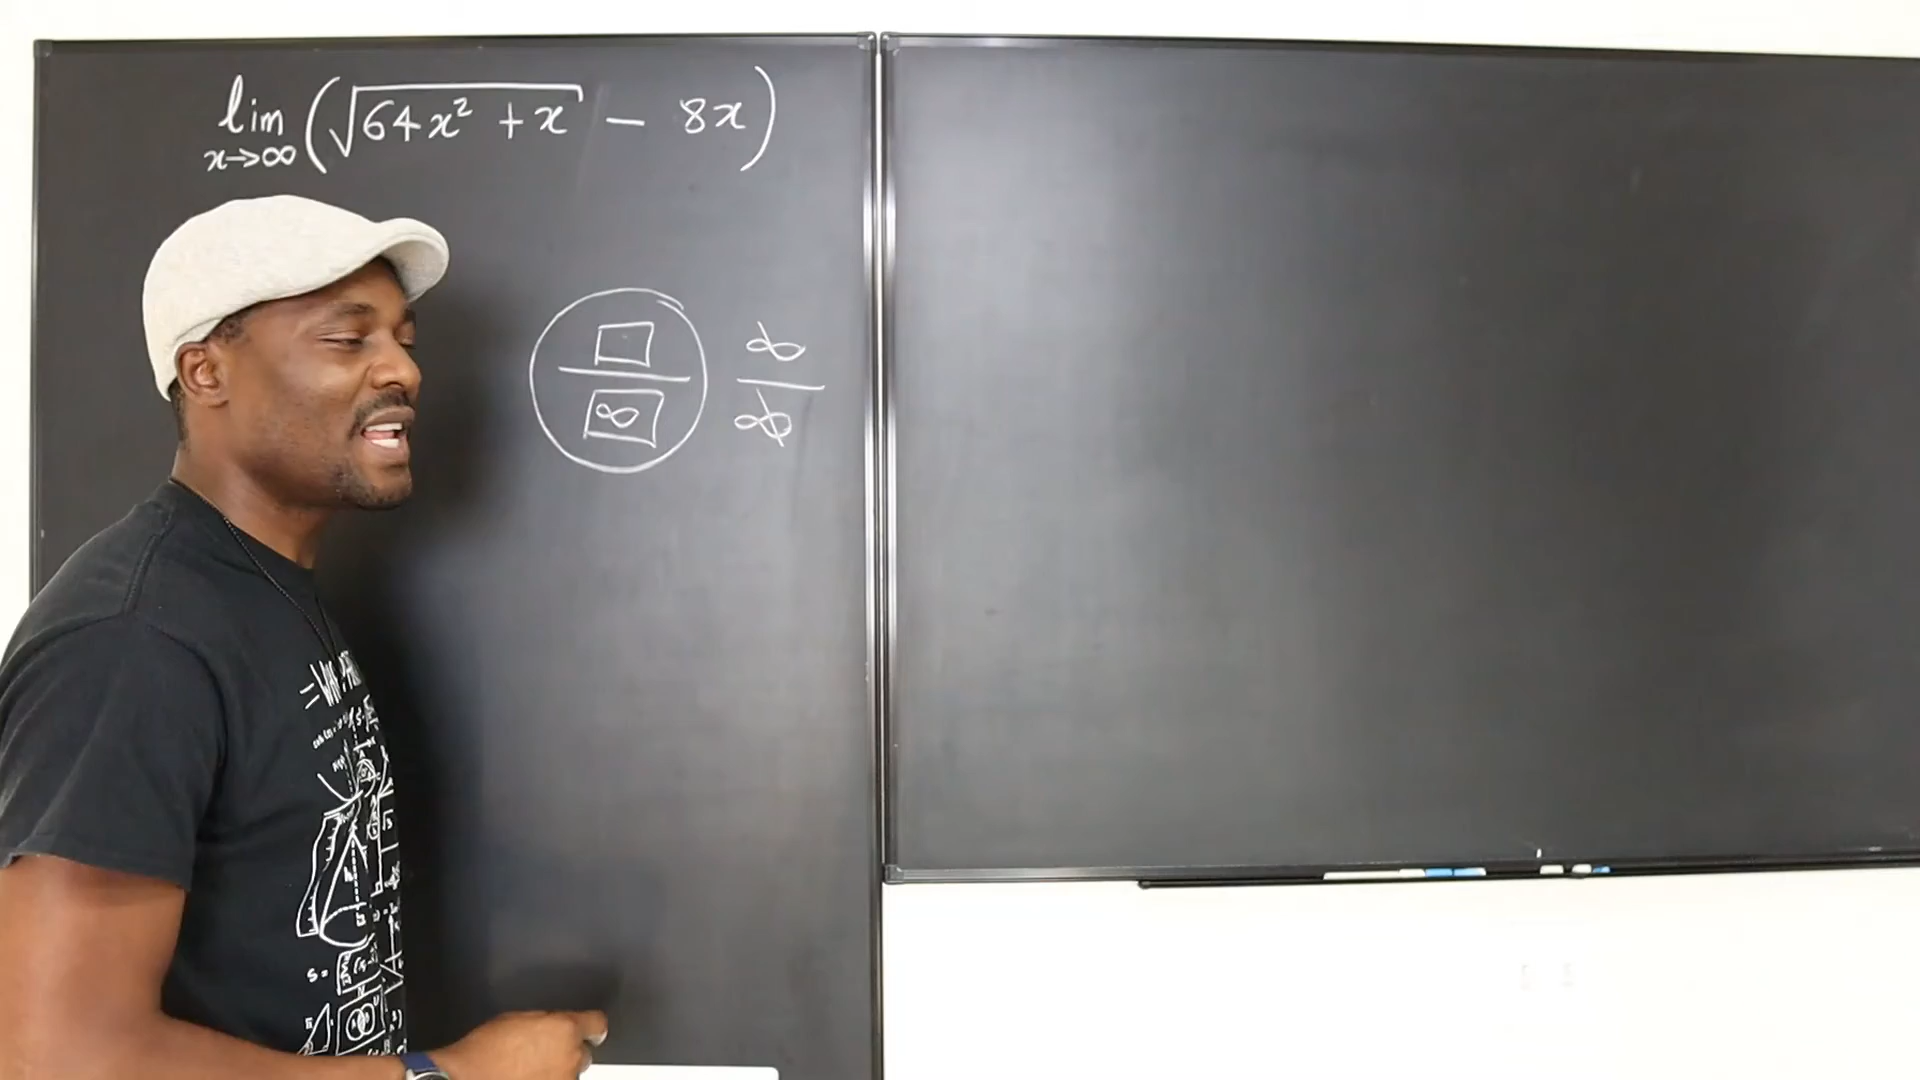 lim (√64x² + x - 8x)
x→∞
□ ∞
— —
∞ ∞